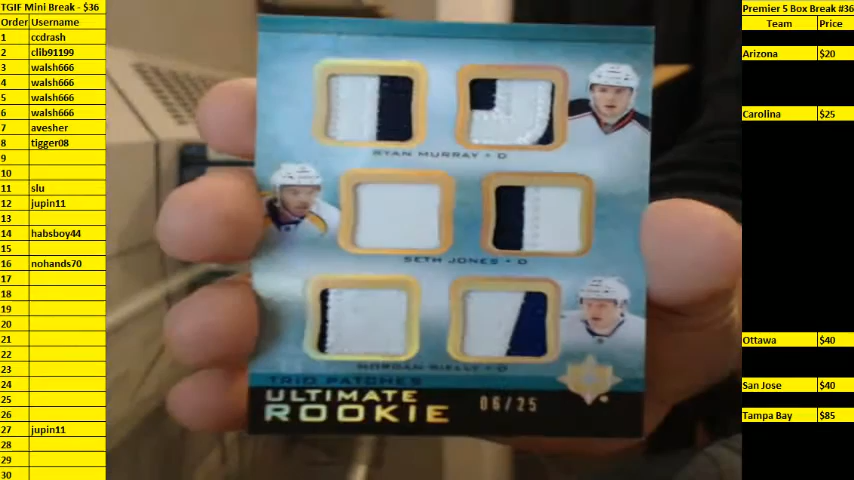 TGIF Mini Break - $36
Order Username
1 ccdrash
2 clib91199
3 walsh666
4 walsh666
5 walsh666
6 walsh666
7 avesher
8 tigger08
9
10
11 slu
12 jupin11
13
14 habsboy44
15
16 nohands70
17
18
19
20
21
22
23
24
25
26
27 jupin11
28
29
30
RYAN MURRAY • D
SETH JONES • D
MORGAN RIELLY • D
TRIO PATCHES
ULTIMATE
ROOKIE
06/25
Premier 5 Box Break #36
Team Price
Arizona $20
Carolina $25
Ottawa $40
San Jose $40
Tampa Bay $85